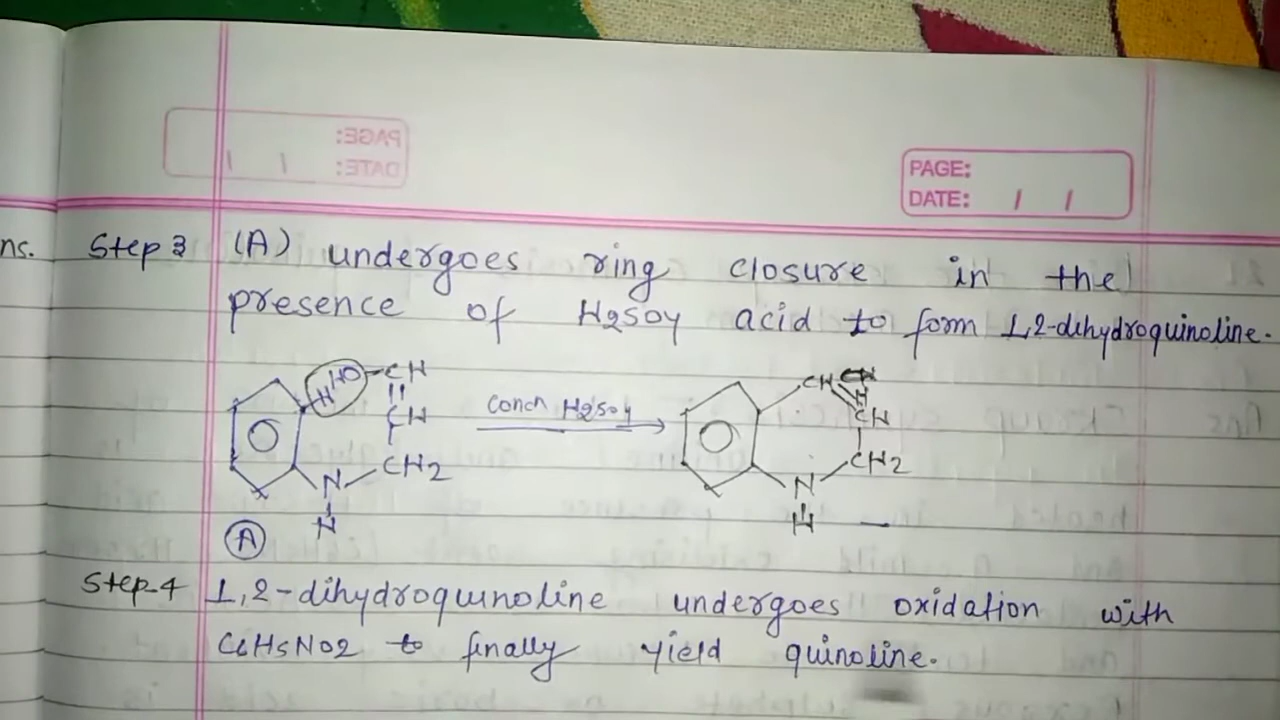 PAGE:
DATE: / /
ns. Step 3 (A) undergoes ring closure in the
presence of H2SO4 acid to form 1,2-dihydroquinoline.
H HO CH
CH
CH2
N
H
A
Concn H2SO4
CH
CH
CH2
N
H
Step-4 1,2-dihydroquinoline undergoes oxidation with
C6H5NO2 to finally yield quinoline.